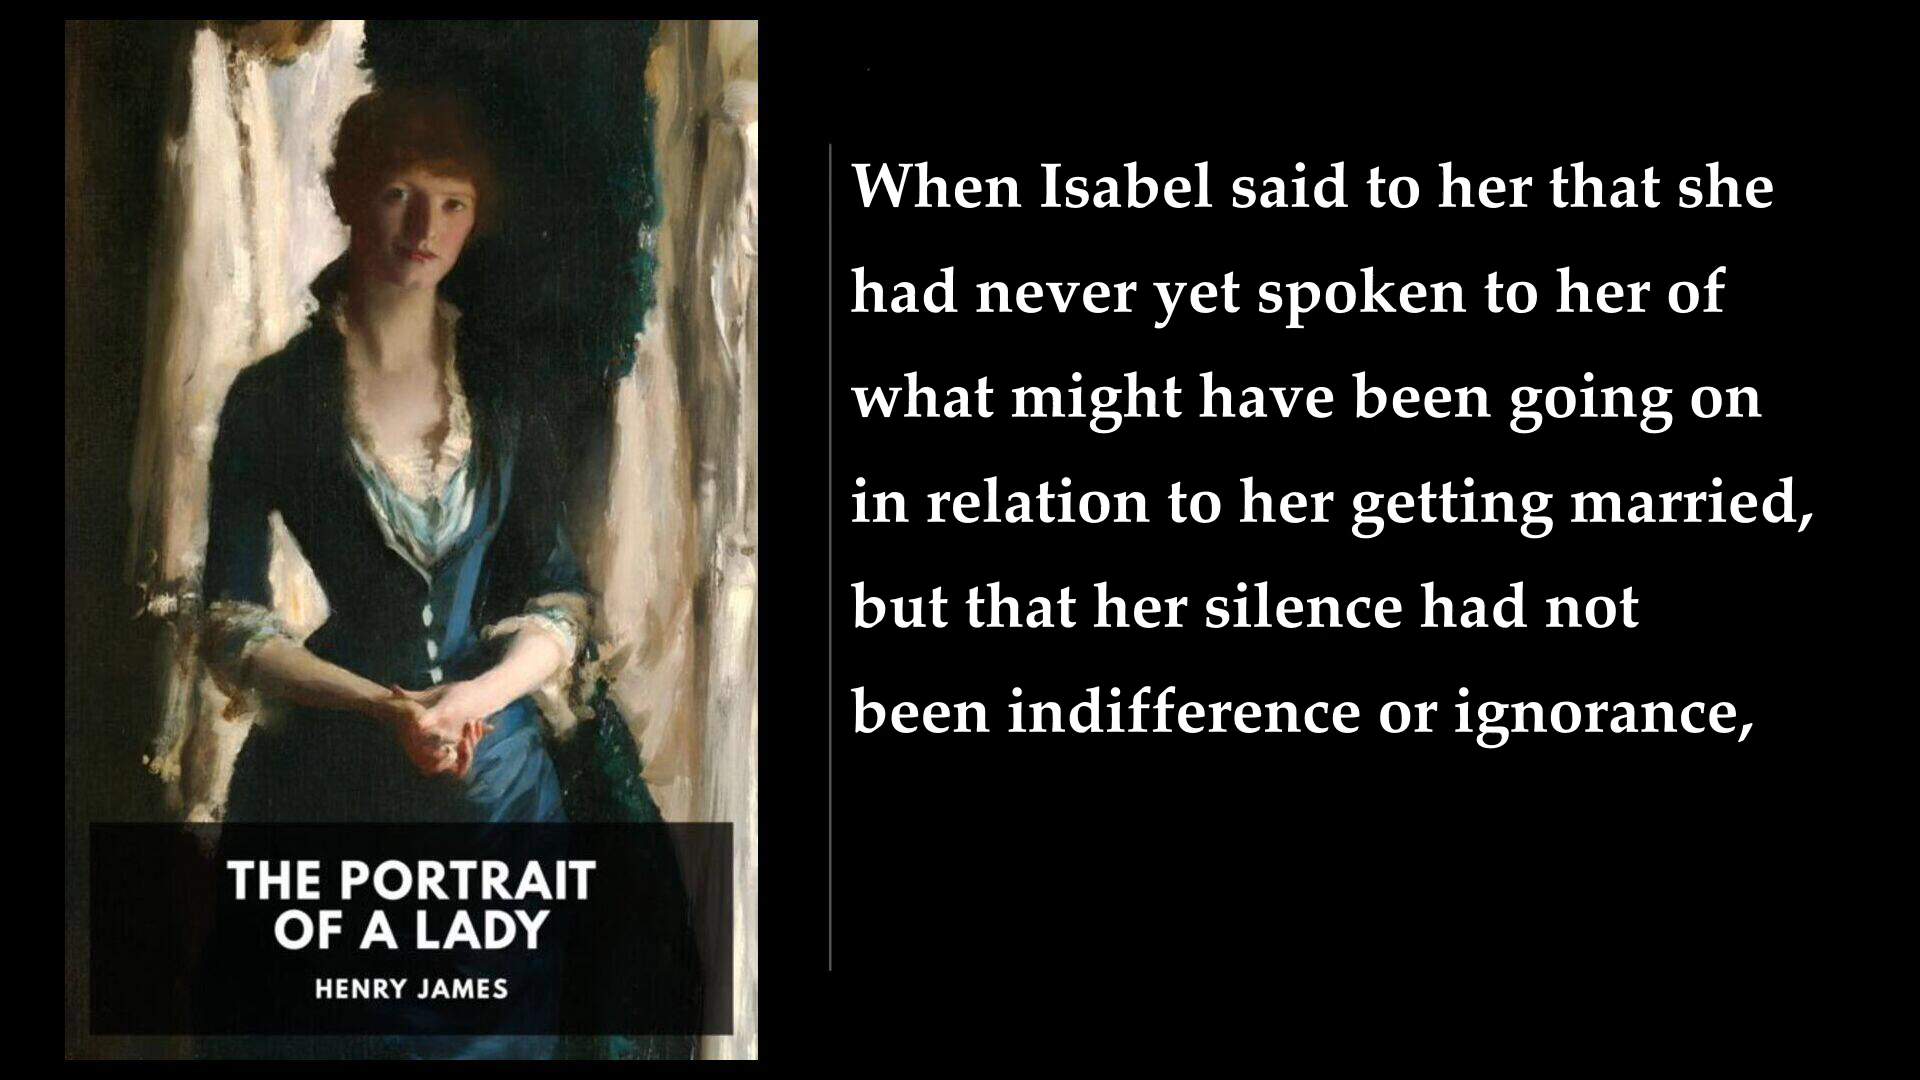 When Isabel said to her that she
had never yet spoken to her of
what might have been going on
in relation to her getting married,
but that her silence had not
been indifference or ignorance,
THE PORTRAIT
OF A LADY
HENRY JAMES